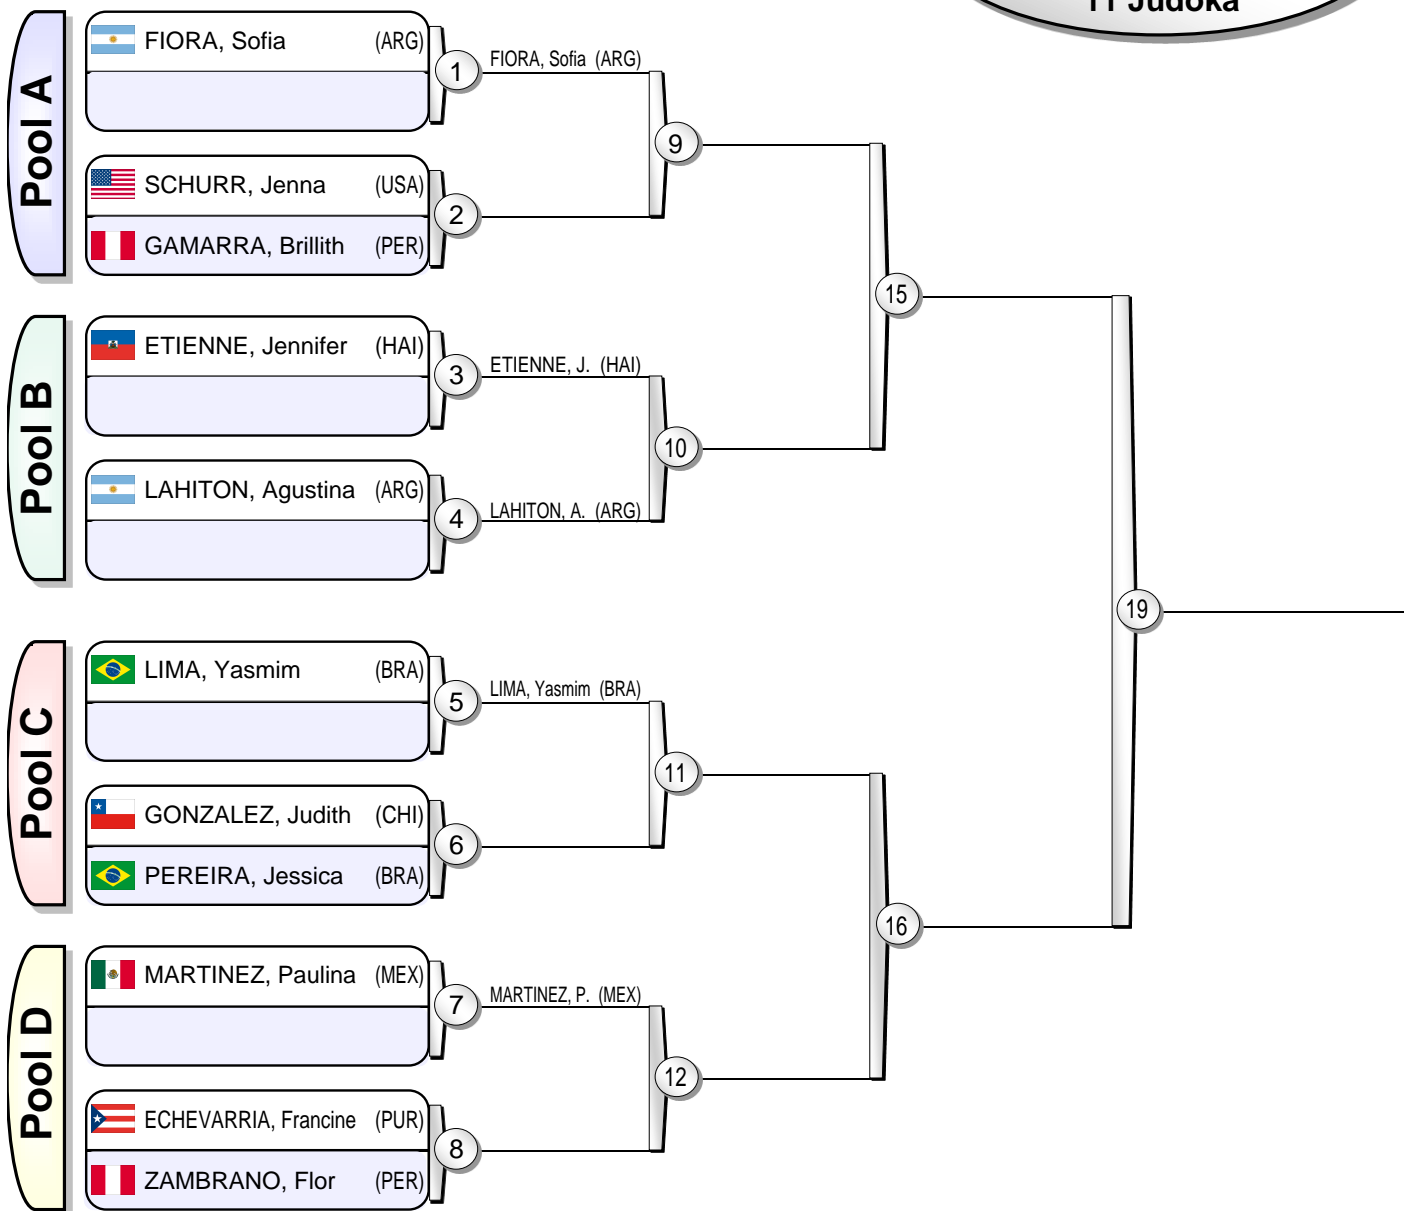 11 Judoka
Pool A
FIORA, Sofia (ARG)
1
FIORA, Sofia (ARG)
9
SCHURR, Jenna (USA)
2
GAMARRA, Brillith (PER)
15
Pool B
ETIENNE, Jennifer (HAI)
3
ETIENNE, J. (HAI)
10
LAHITON, Agustina (ARG)
4
LAHITON, A. (ARG)
19
Pool C
LIMA, Yasmim (BRA)
5
LIMA, Yasmim (BRA)
11
GONZALEZ, Judith (CHI)
6
PEREIRA, Jessica (BRA)
16
Pool D
MARTINEZ, Paulina (MEX)
7
MARTINEZ, P. (MEX)
12
ECHEVARRIA, Francine (PUR)
8
ZAMBRANO, Flor (PER)